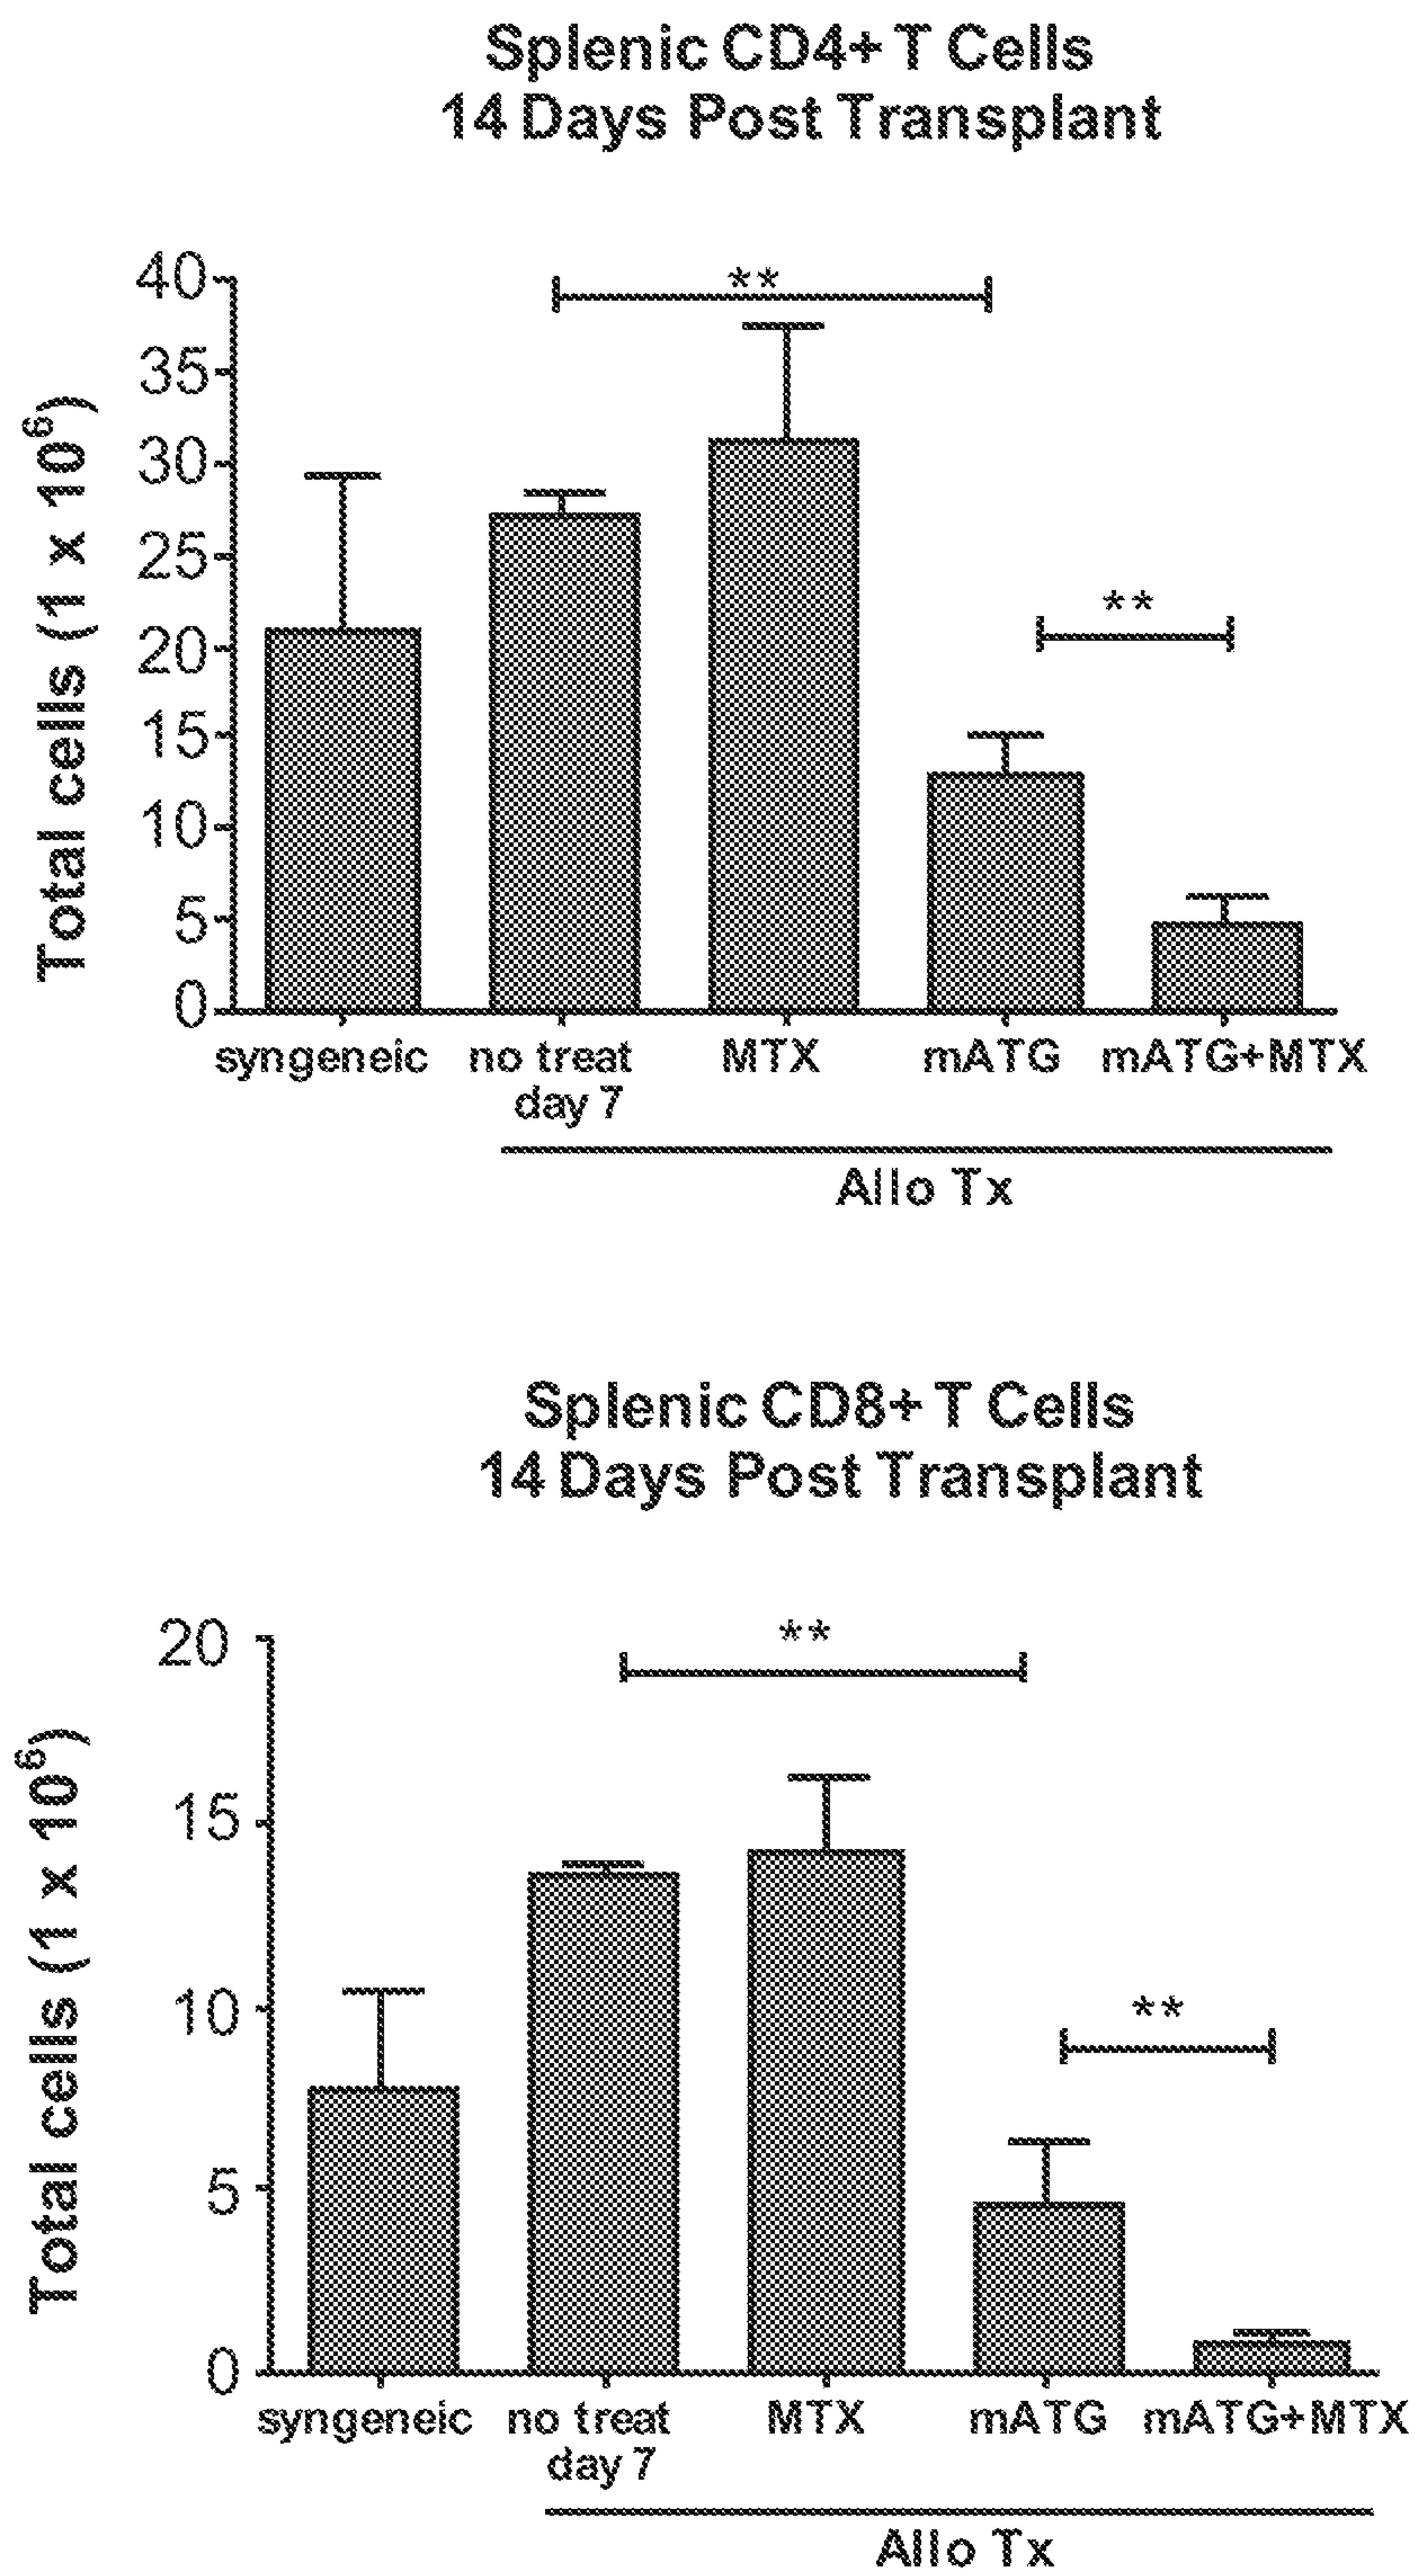 Splenic CD4+ T Cells
14 Days Post Transplant
**
40
35
30
25
20
15
10
5
0
Total cells (1 x 10⁶)
**
syngeneic no treat MTX mATG mATG+MTX
day 7
Allo Tx
Splenic CD8+ T Cells
14 Days Post Transplant
**
20
15
10
5
0
Total cells (1 x 10⁶)
**
syngeneic no treat MTX mATG mATG+MTX
day 7
Allo Tx